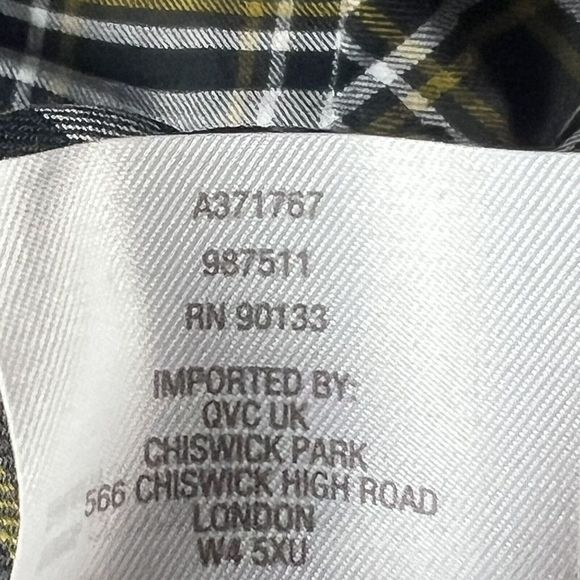 A371767
987511
RN 90133
IMPORTED BY:
QVC UK
CHISWICK PARK
566 CHISWICK HIGH ROAD
LONDON
W4 5XU